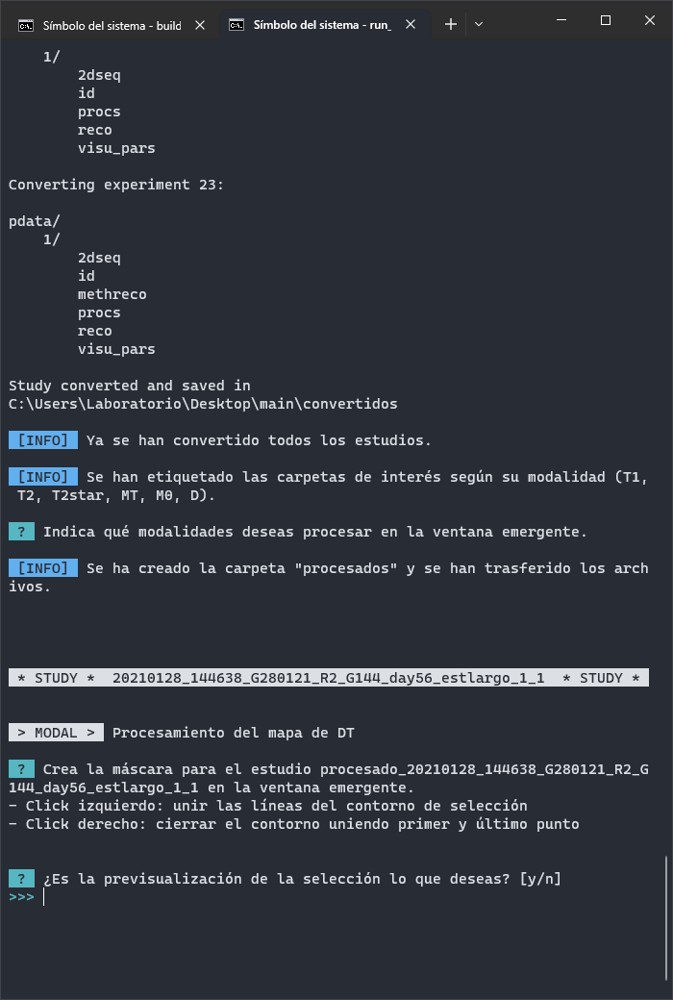 Símbolo del sistema - build
Símbolo del sistema - run_
1/
2dseq
id
procs
reco
visu_pars
Converting experiment 23:
pdata/
1/
2dseq
id
methreco
procs
reco
visu_pars
Study converted and saved in
C:\Users\Laboratorio\Desktop\main\convertidos
[INFO] Ya se han convertido todos los estudios.
[INFO] Se han etiquetado las carpetas de interés según su modalidad (T1,
T2, T2star, MT, M0, D).
? Indica qué modalidades deseas procesar en la ventana emergente.
[INFO] Se ha creado la carpeta "procesados" y se han trasferido los arch
ivos.
* STUDY *  20210128_144638_G280121_R2_G144_day56_estlargo_1_1  * STUDY *
> MODAL > Procesamiento del mapa de DT
? Crea la máscara para el estudio procesado_20210128_144638_G280121_R2_G
144_day56_estlargo_1_1 en la ventana emergente.
- Click izquierdo: unir las líneas del contorno de selección
- Click derecho: cerrar el contorno uniendo primer y último punto
? ¿Es la previsualización de la selección lo que deseas? [y/n]
>>>